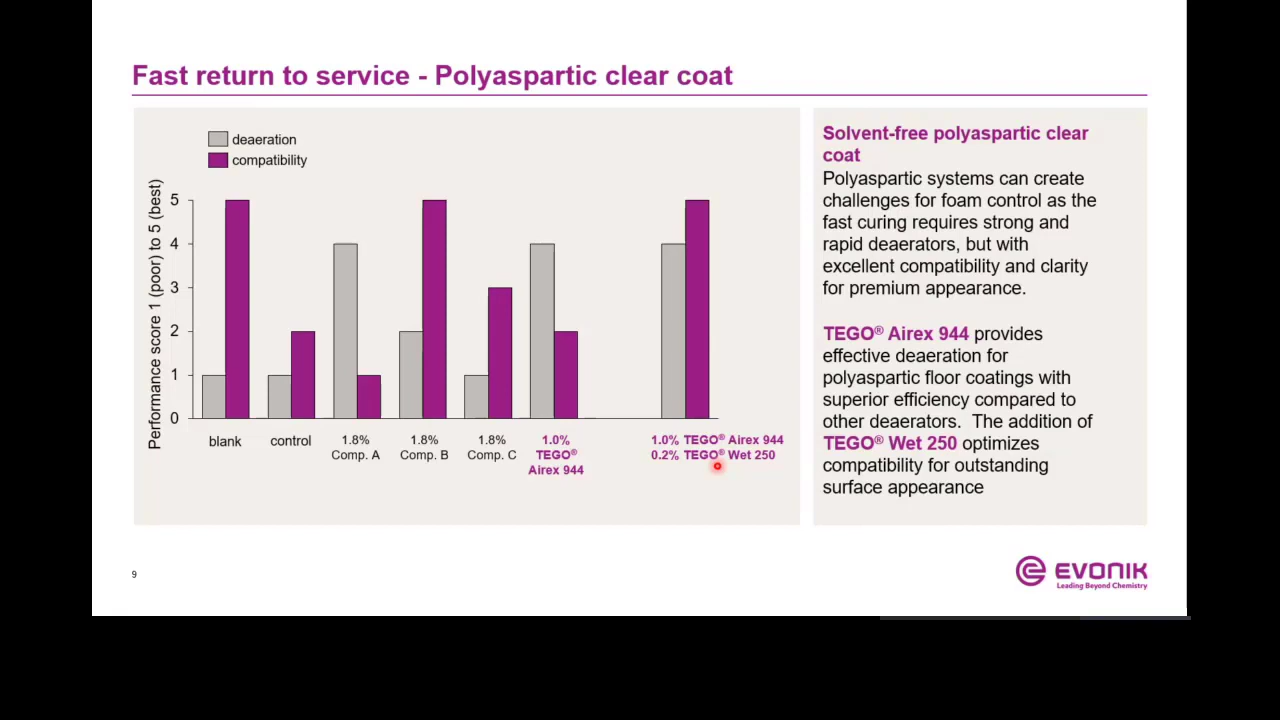 Fast return to service - Polyaspartic clear coat
deaeration
compatibility
Performance score 1 (poor) to 5 (best)
5
4
3
2
1
0
blank
control
1.8%
Comp. A
1.8%
Comp. B
1.8%
Comp. C
1.0%
TEGO®
Airex 944
1.0% TEGO® Airex 944
0.2% TEGO® Wet 250
Solvent-free polyaspartic clear
coat
Polyaspartic systems can create
challenges for foam control as the
fast curing requires strong and
rapid deaerators, but with
excellent compatibility and clarity
for premium appearance.
TEGO® Airex 944 provides
effective deaeration for
polyaspartic floor coatings with
superior efficiency compared to
other deaerators.  The addition of
TEGO® Wet 250 optimizes
compatibility for outstanding
surface appearance
9
EVONIK
Leading Beyond Chemistry